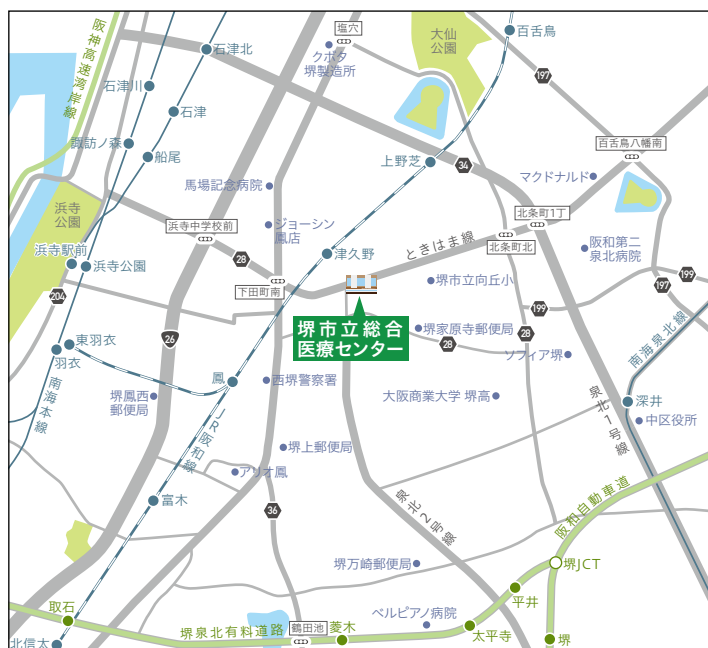 阪神高速湾岸線
石津北
塩穴
クボタ
堺製造所
大仙
公園
百舌鳥
197
石津川
石津
諏訪ノ森
船尾
上野芝
34
百舌鳥八幡南
マクドナルド
馬場記念病院
浜寺
公園
浜寺中学校前
ジョーシン
鳳店
北条町1丁
ときはま線
北条町北
阪和第二
泉北病院
浜寺駅前
浜寺公園
28
津久野
下田町南
堺市立向丘小
199
197
204
199
堺市立総合
医療センター
堺家原寺郵便局
28
28
ソフィア堺
南海泉北線
26
東羽衣
羽衣
南海本線
鳳
西堺警察署
堺鳳西
郵便局
JR阪和線
大阪商業大学 堺高
泉北1号線
深井
中区役所
堺上郵便局
アリオ鳳
富木
36
泉北2号線
阪和自動車道
堺万崎郵便局
堺JCT
取石
平井
ベルピアノ病院
堺泉北有料道路
鶴田池
菱木
太平寺
堺
北信太